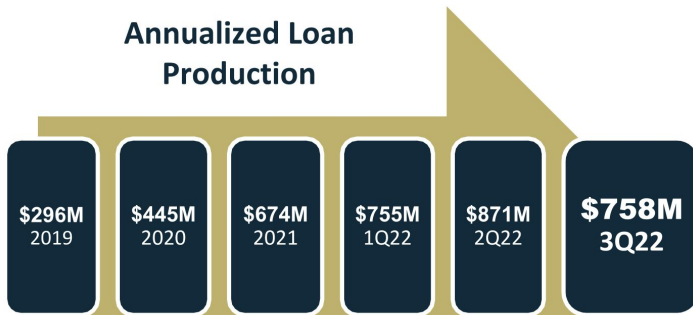 Annualized Loan
Production
$296M
2019
$445M
2020
$674M
2021
$755M
1Q22
$871M
2Q22
$758M
3Q22